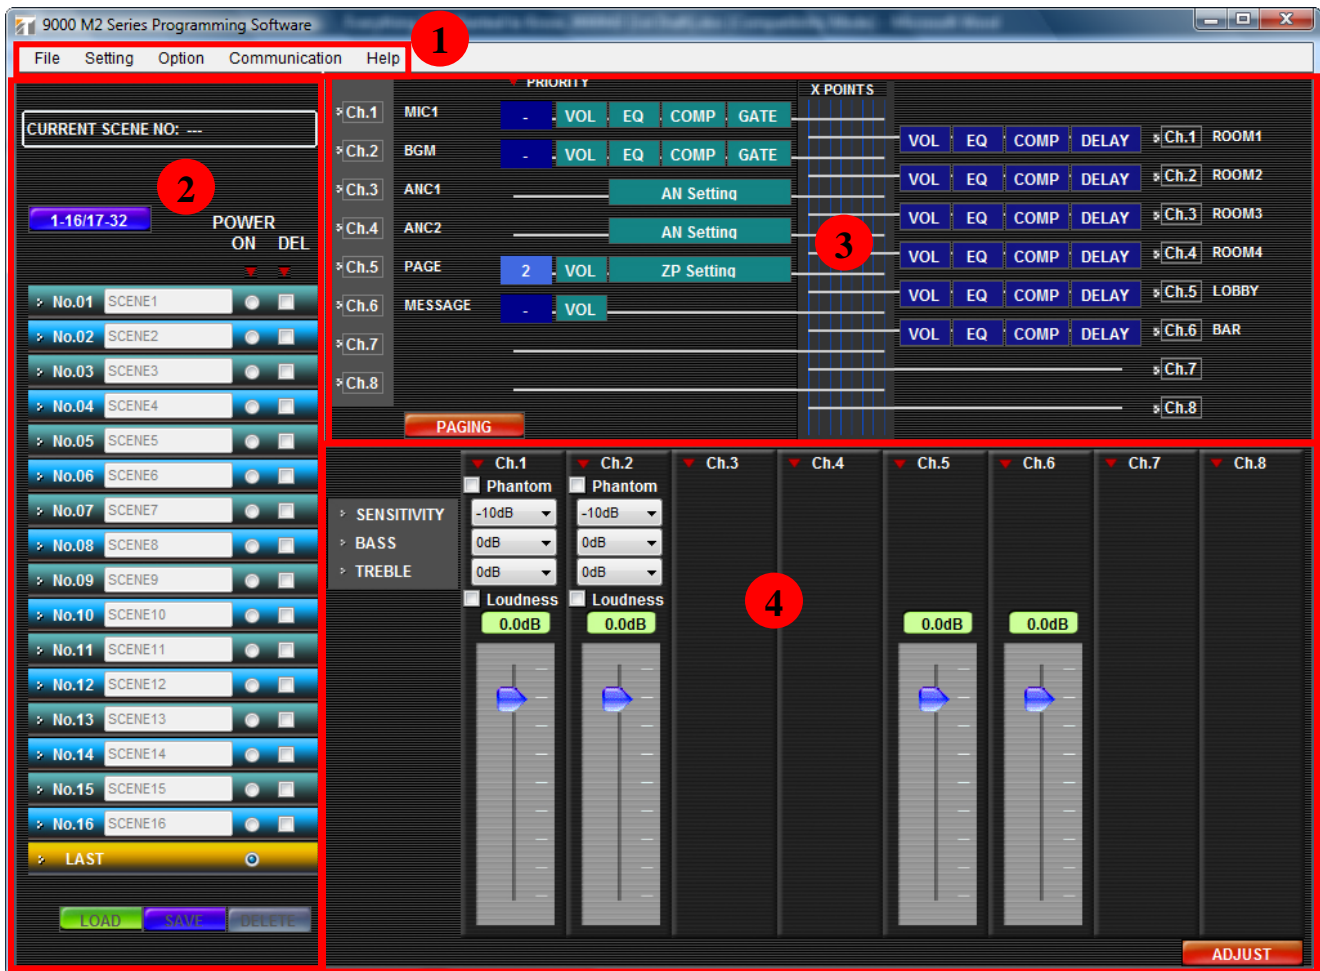 9000 M2 Series Programming Software
File Setting Option Communication Help
1
CURRENT SCENE NO: ---
2
1-16/17-32
POWER
ON DEL
No.01 SCENE1
No.02 SCENE2
No.03 SCENE3
No.04 SCENE4
No.05 SCENE5
No.06 SCENE6
No.07 SCENE7
No.08 SCENE8
No.09 SCENE9
No.10 SCENE10
No.11 SCENE11
No.12 SCENE12
No.13 SCENE13
No.14 SCENE14
No.15 SCENE15
No.16 SCENE16
LAST
LOAD SAVE DELETE
PRIORITY
X POINTS
Ch.1 MIC1 - VOL EQ COMP GATE
Ch.2 BGM - VOL EQ COMP GATE
Ch.3 ANC1 AN Setting
Ch.4 ANC2 AN Setting
Ch.5 PAGE 2 VOL ZP Setting
Ch.6 MESSAGE - VOL
Ch.7
Ch.8
PAGING
3
VOL EQ COMP DELAY Ch.1 ROOM1
VOL EQ COMP DELAY Ch.2 ROOM2
VOL EQ COMP DELAY Ch.3 ROOM3
VOL EQ COMP DELAY Ch.4 ROOM4
VOL EQ COMP DELAY Ch.5 LOBBY
VOL EQ COMP DELAY Ch.6 BAR
Ch.7
Ch.8
Ch.1 Ch.2 Ch.3 Ch.4 Ch.5 Ch.6 Ch.7 Ch.8
Phantom Phantom
SENSITIVITY -10dB -10dB
BASS 0dB 0dB
TREBLE 0dB 0dB
Loudness Loudness
4
0.0dB 0.0dB 0.0dB 0.0dB
ADJUST